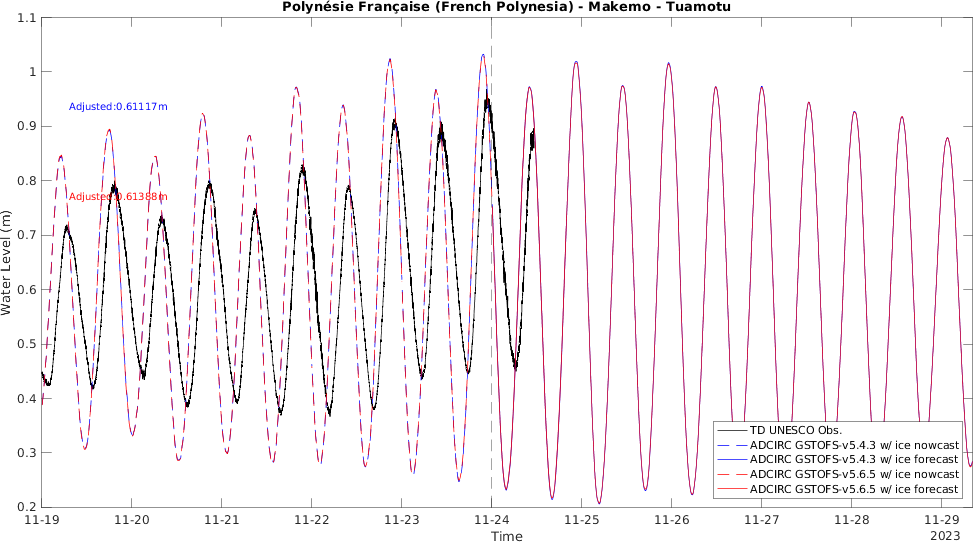 Polynésie Française (French Polynesia) - Makemo - Tuamotu
1.1
1
0.9
0.8
0.7
0.6
0.5
0.4
0.3
0.2
Water Level (m)
Adjusted:0.61117m
Adjusted:0.61388m
TD UNESCO Obs.
ADCIRC GSTOFS-v5.4.3 w/ ice nowcast
ADCIRC GSTOFS-v5.4.3 w/ ice forecast
ADCIRC GSTOFS-v5.6.5 w/ ice nowcast
ADCIRC GSTOFS-v5.6.5 w/ ice forecast
11-19 11-20 11-21 11-22 11-23 11-24 11-25 11-26 11-27 11-28 11-29
2023
Time